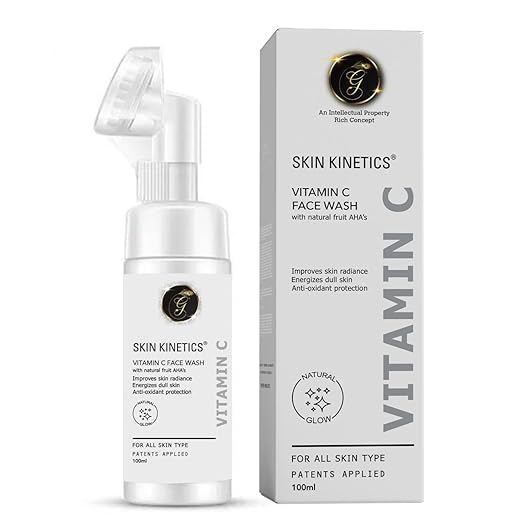 G
SKIN KINETICS®
VITAMIN C FACE WASH
with natural fruit AHA's
Improves skin radiance
Energizes dull skin
Anti-oxidant protection
NATURAL
GLOW
FOR ALL SKIN TYPE
PATENTS APPLIED
100ml
VITAMIN C
G
An Intellectual Property
Rich Concept
SKIN KINETICS®
VITAMIN C
FACE WASH
with natural fruit AHA's
Improves skin radiance
Energizes dull skin
Anti-oxidant protection
NATURAL
GLOW
FOR ALL SKIN TYPE
PATENTS APPLIED
100ml
VITAMIN C